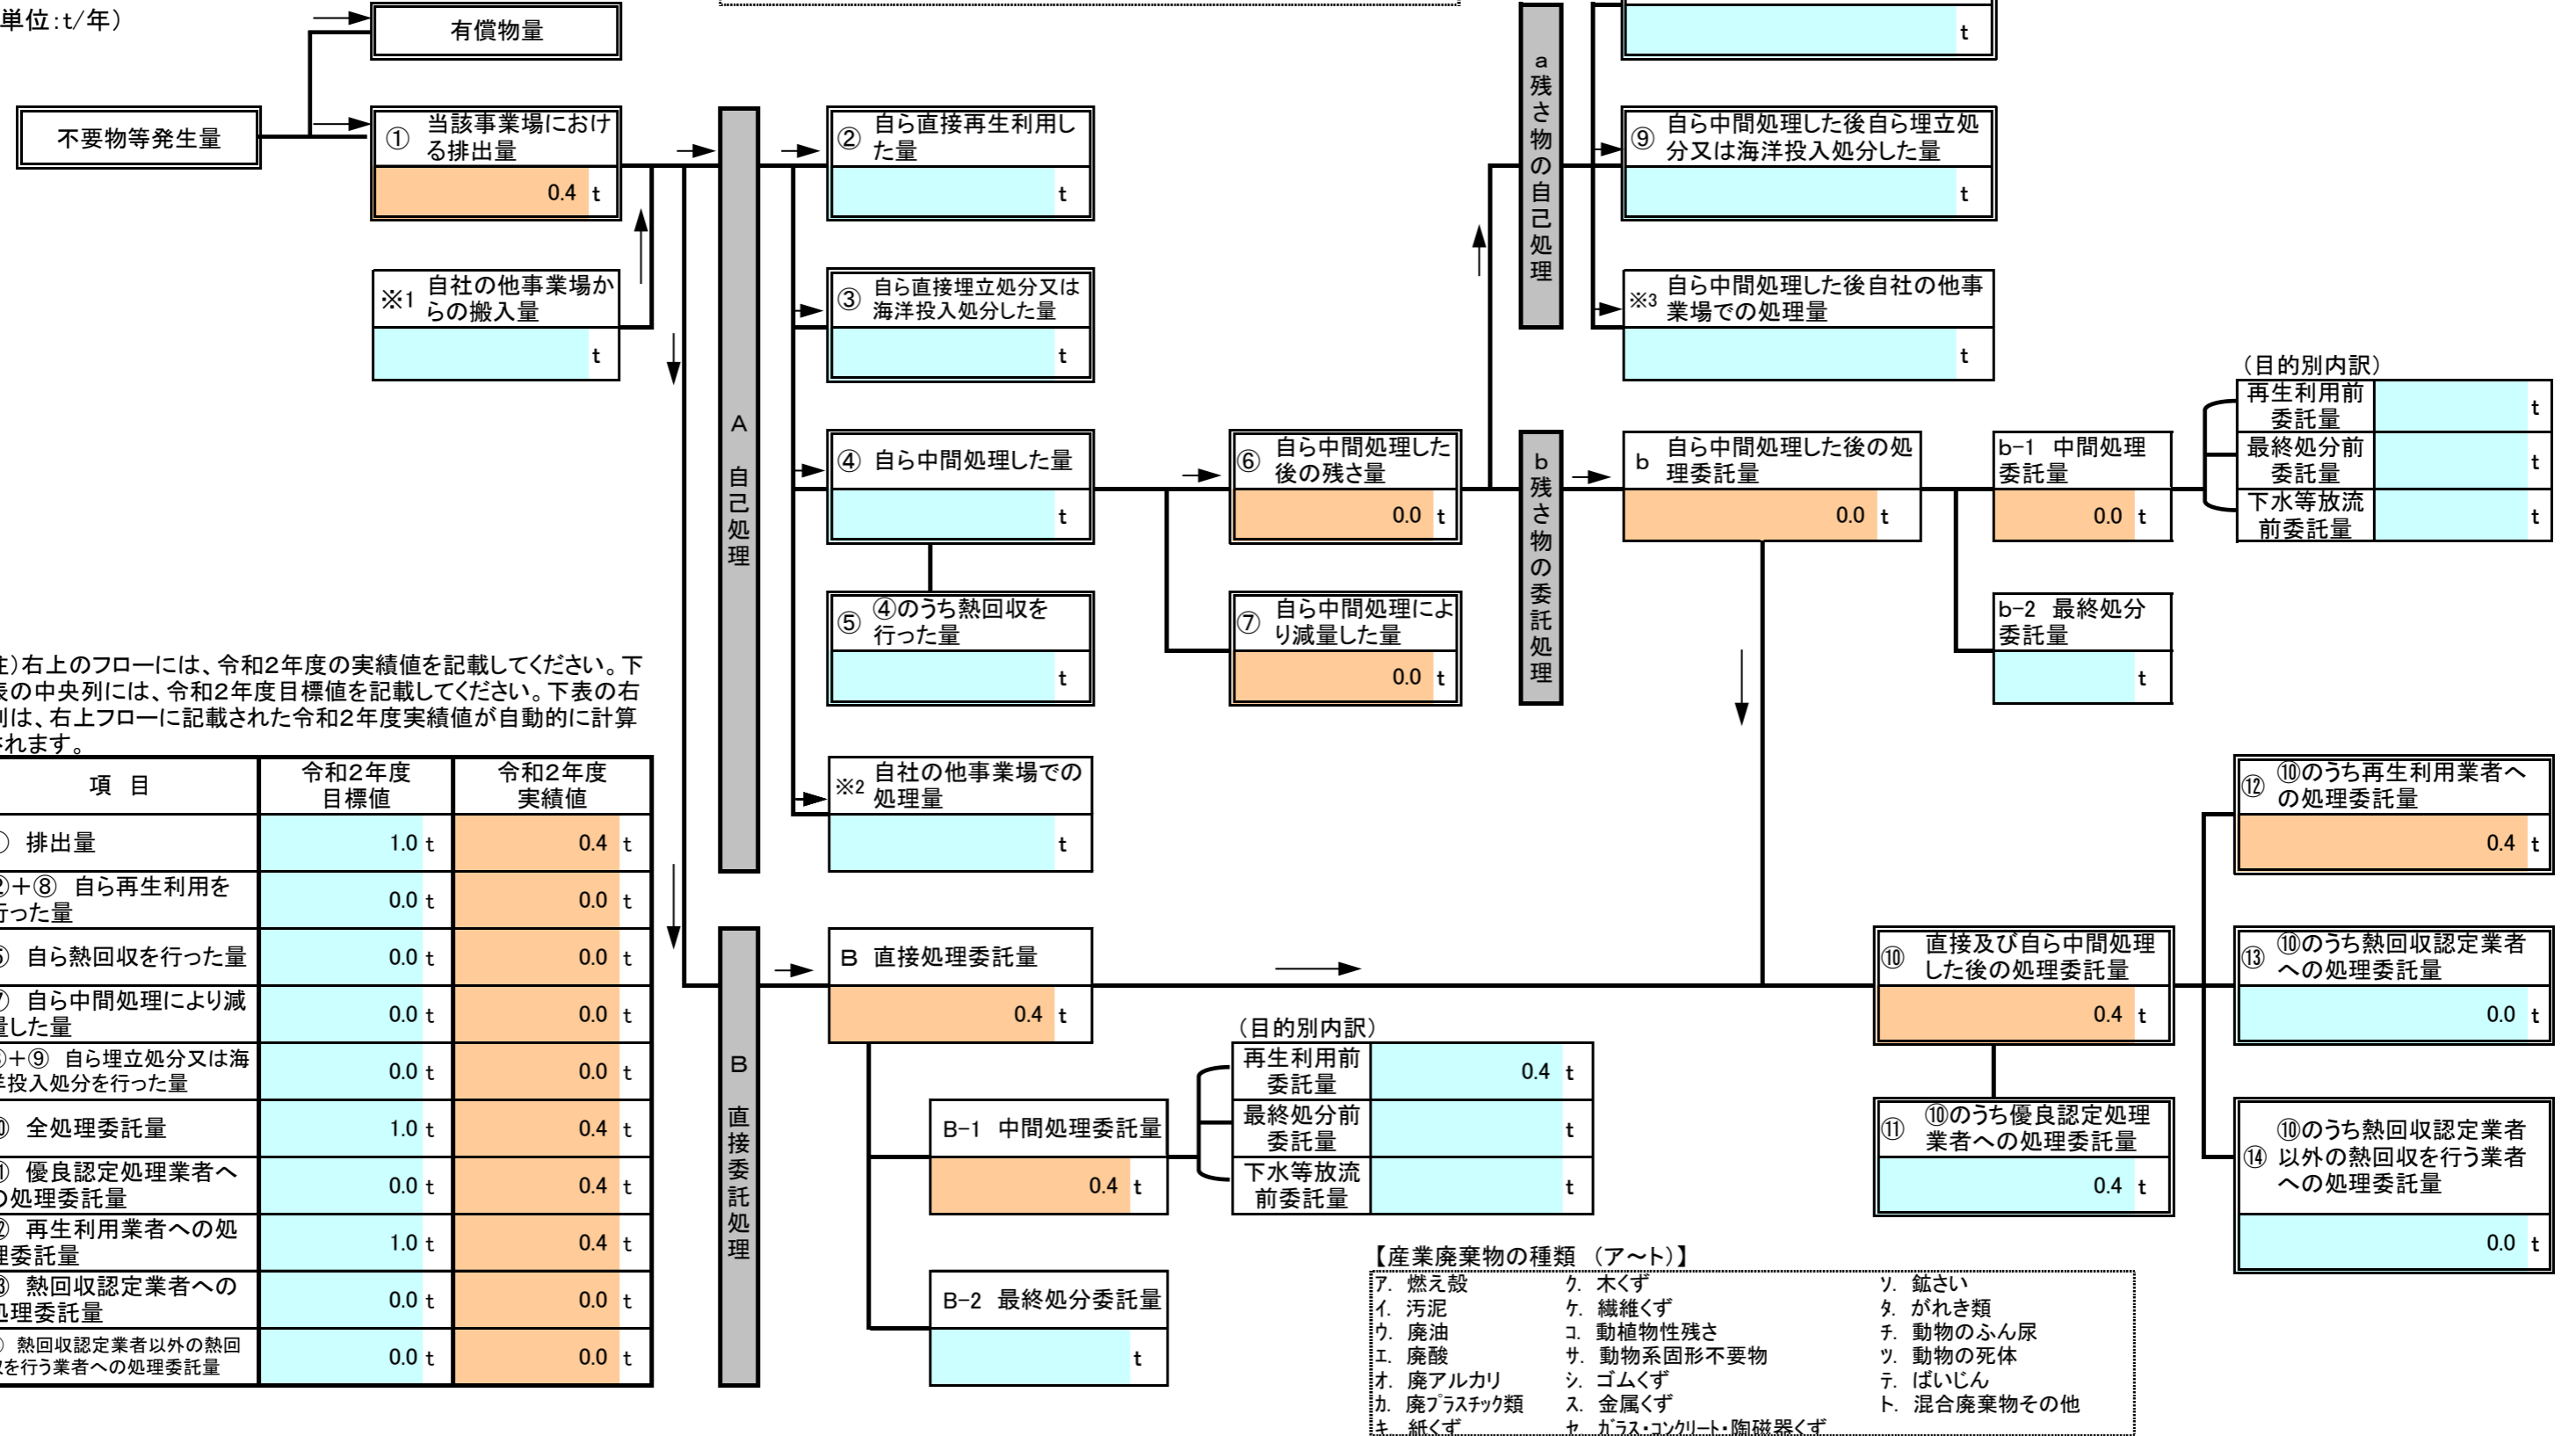 単位：t/年）
有償物量
t
不要物等発生量
① 当該事業場におけ
る排出量
0.4 t
② 自ら直接再生利用し
た量
t
⑨ 自ら中間処理した後自ら埋立処
分又は海洋投入処分した量
t
a 残さ物の自己処理
※1 自社の他事業場か
らの搬入量
t
③ 自ら直接埋立処分又は
海洋投入処分した量
t
※3 自ら中間処理した後自社の他事
業場での処理量
t
A 自己処理
④ 自ら中間処理した量
t
⑥ 自ら中間処理した
後の残さ量
0.0 t
b 残さ物の委託処理
b 自ら中間処理した後の処
理委託量
0.0 t
b-1 中間処理
委託量
0.0 t
（目的別内訳）
再生利用前
委託量
t
最終処分前
委託量
t
下水等放流
前委託量
t
⑤ ④のうち熱回収を
行った量
t
⑦ 自ら中間処理によ
り減量した量
0.0 t
b-2 最終処分
委託量
t
注）右上のフローには、令和２年度の実績値を記載してください。下
表の中央列には、令和２年度目標値を記載してください。下表の右
列は、右上フローに記載された令和２年度実績値が自動的に計算
されます。
項 目
令和２年度
目標値
令和２年度
実績値
① 排出量 1.0 t 0.4 t
②＋⑧ 自ら再生利用を
行った量 0.0 t 0.0 t
⑤ 自ら熱回収を行った量 0.0 t 0.0 t
⑦ 自ら中間処理により減
量した量 0.0 t 0.0 t
③＋⑨ 自ら埋立処分又は海
洋投入処分を行った量 0.0 t 0.0 t
⑩ 全処理委託量 1.0 t 0.4 t
⑪ 優良認定処理業者へ
の処理委託量 0.0 t 0.4 t
⑫ 再生利用業者への処
理委託量 1.0 t 0.4 t
⑬ 熱回収認定業者への
処理委託量 0.0 t 0.0 t
⑭ 熱回収認定業者以外の熱回
収を行う業者への処理委託量 0.0 t 0.0 t
※2 自社の他事業場での
処理量
t
B 直接委託処理
B 直接処理委託量
0.4 t
B-1 中間処理委託量
0.4 t
（目的別内訳）
再生利用前
委託量
0.4 t
最終処分前
委託量
t
下水等放流
前委託量
t
B-2 最終処分委託量
t
⑩ 直接及び自ら中間処理
した後の処理委託量
0.4 t
⑪ ⑩のうち優良認定処理
業者への処理委託量
0.4 t
⑫ ⑩のうち再生利用業者へ
の処理委託量
0.4 t
⑬ ⑩のうち熱回収認定業者
への処理委託量
0.0 t
⑭ ⑩のうち熱回収認定業者
以外の熱回収を行う業者
への処理委託量
0.0 t
【産業廃棄物の種類 （ア～ト）】
ア. 燃え殻 ク. 木くず ソ. 鉱さい
イ. 汚泥 ケ. 繊維くず タ. がれき類
ウ. 廃油 コ. 動植物性残さ チ. 動物のふん尿
エ. 廃酸 サ. 動物系固形不要物 ツ. 動物の死体
オ. 廃アルカリ シ. ゴムくず テ. ばいじん
カ. 廃プラスチック類 ス. 金属くず ト. 混合廃棄物その他
キ. 紙くず セ. ガラス・コンクリート・陶磁器くず